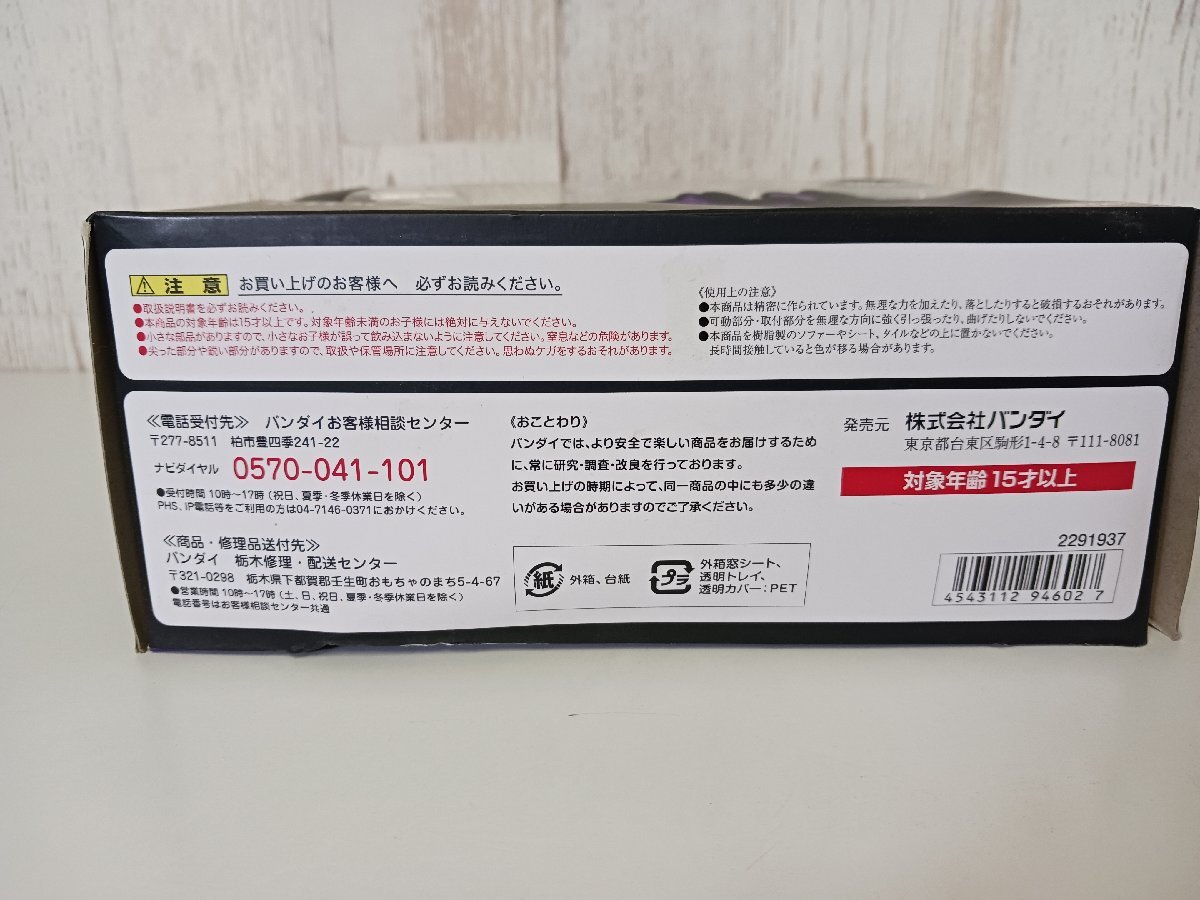 注意 お買い上げのお客様へ 必ずお読みください。
●取扱説明書を必ずお読みください。
●本商品の対象年齢は15才以上です。対象年齢未満のお子様には絶対に与えないでください。
●小さな部品がありますので、小さなお子様が誤って飲み込まないように注意してください。窒息などの危険があります。
●尖った部分や鋭い部分がありますので、取扱や保管場所に注意してください。思わぬケガをするおそれがあります。
《使用上の注意》
●本商品は精密に作られています。無理な力を加えたり、落としたりすると破損するおそれがあります。
●可動部分・取付部分を無理な方向に強く引っ張ったり、曲げたりしないでください。
●本商品を樹脂製のソファーやシート、タイルなどの上に置かないでください。
長時間接触していると色が移る場合があります。
≪電話受付先≫ バンダイお客様相談センター
〒277-8511 柏市豊四季241-22
ナビダイヤル 0570-041-101
●受付時間 10時〜17時(祝日、夏季・冬季休業日を除く)
PHS、IP電話等をご利用の方は04-7146-0371におかけください。
≪商品・修理品送付先≫
バンダイ 栃木修理・配送センター
〒321-0298 栃木県下都賀郡壬生町おもちゃのまち5-4-67
●営業時間 10時〜17時(土、日、祝日、夏季・冬季休業日を除く)
電話番号はお客様相談センター共通
《おことわり》
バンダイでは、より安全で楽しい商品をお届けするため
に、常に研究・調査・改良を行っております。
お買い上げの時期によって、同一商品の中にも多少の違
いがある場合がありますのでご了承ください。
紙 外箱、台紙
プラ 外箱窓シート、
透明トレイ、
透明カバー:PET
発売元 株式会社バンダイ
東京都台東区駒形1-4-8 〒111-8081
対象年齢 15才以上
2291937
4543112 94602 7